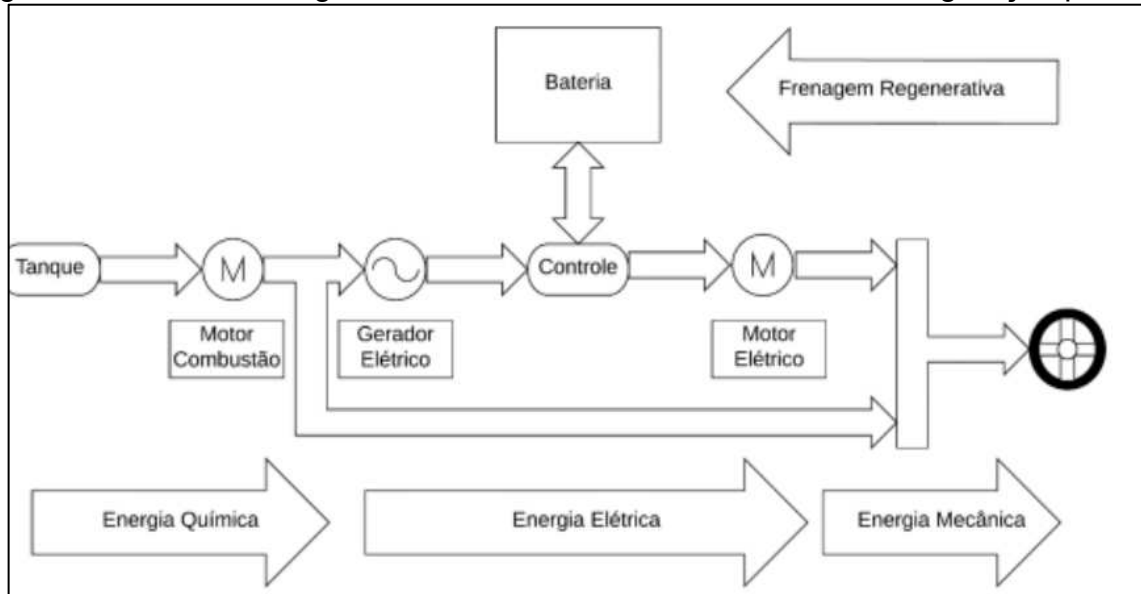 Bateria
Frenagem Regenerativa
Tanque
M
Controle
M
Motor
Combustão
Gerador
Elétrico
Motor
Elétrico
Energia Química
Energia Elétrica
Energia Mecânica